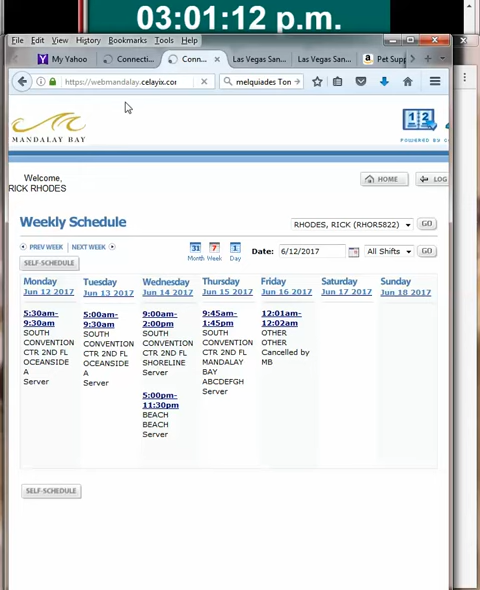 03:01:12 p.m.
File Edit View History Bookmarks Tools Help
My Yahoo Connecti... Conn... Las Vegas San... Las Vegas San... Pet Supp
https://webmandalay.celayix.cor melquiades Ton
MANDALAY BAY
1 2
POWERED BY
Welcome,
RICK RHODES
HOME LOG
Weekly Schedule
RHODES, RICK (RHOR5822) GO
PREV WEEK | NEXT WEEK
31 7 1
Month Week Day
Date: 6/12/2017 All Shifts GO
SELF-SCHEDULE
Monday Tuesday Wednesday Thursday Friday Saturday Sunday
Jun 12 2017 Jun 13 2017 Jun 14 2017 Jun 15 2017 Jun 16 2017 Jun 17 2017 Jun 18 2017
5:30am-
9:30am
SOUTH
CONVENTION
CTR 2ND FL
OCEANSIDE
A
Server
5:00am-
9:30am
SOUTH
CONVENTION
CTR 2ND FL
OCEANSIDE
A
Server
9:00am-
2:00pm
SOUTH
CONVENTION
CTR 2ND FL
SHORELINE
Server
5:00pm-
11:30pm
BEACH
BEACH
Server
9:45am-
1:45pm
SOUTH
CONVENTION
CTR 2ND FL
MANDALAY
BAY
ABCDEFGH
Server
12:01am-
12:02am
OTHER
OTHER
Cancelled by
MB
SELF-SCHEDULE